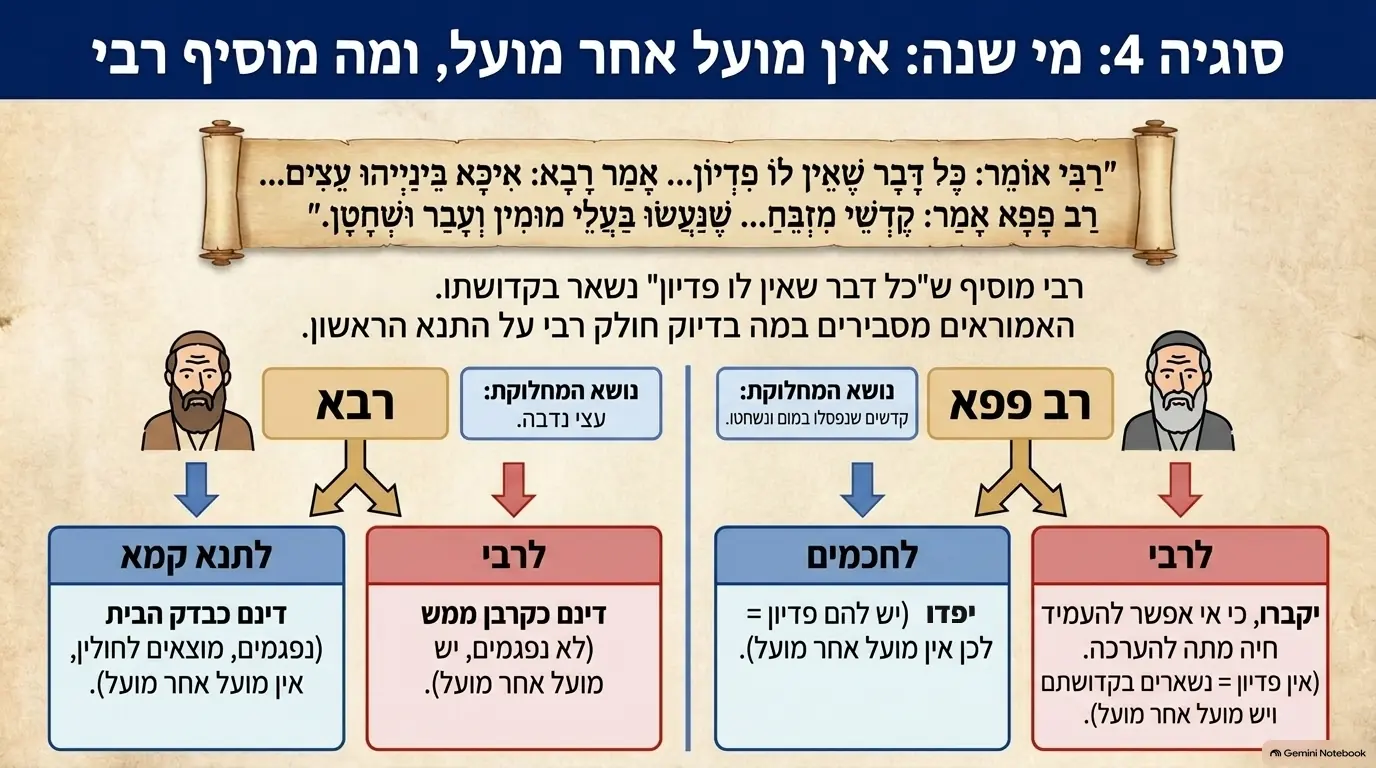 סוגיה 4: מי שנה: אין מועל אחר מועל, ומה מוסיף רבי
"רַבִּי אוֹמֵר: כׇּל דָּבָר שֶׁאֵין לוֹ פִּדְיוֹן... אָמַר רָבָא: אִיכָּא בֵּינַיְיהוּ עֵצִים...
רַב פָּפָּא אָמַר: קׇדְשֵׁי מִזְבֵּחַ... שֶׁנַּעֲשׂוּ בַּעֲלֵי מוּמִין וְעָבַר וּשְׁחָטָן."
רבי מוסיף ש"כל דבר שאין לו פדיון" נשאר בקדושתו.
האמוראים מסבירים במה בדיוק חולק רבי על התנא הראשון.
רב פפא
נושא המחלוקת:
קדשים שנפסלו במום ונשחטו.
לרבי
יקברו, כי אי אפשר להעמיד
חיה מתה להערכה.
(אין פדיון = נשארים בקדושתם
ויש מועל אחר מועל).
לחכמים
יפדו (יש להם פדיון =
לכן אין מועל אחר מועל).
נושא המחלוקת:
עצי נדבה.
רבא
לרבי
דינם כקרבן ממש
(לא נפגמים, יש
מועל אחר מועל).
לתנא קמא
דינם כבדק הבית
(נפגמים, מוצאים לחולין,
אין מועל אחר מועל).
Gemini Notebook